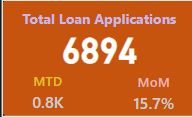 Total Loan Applications
6894
MTD MoM
0.8K 15.7%